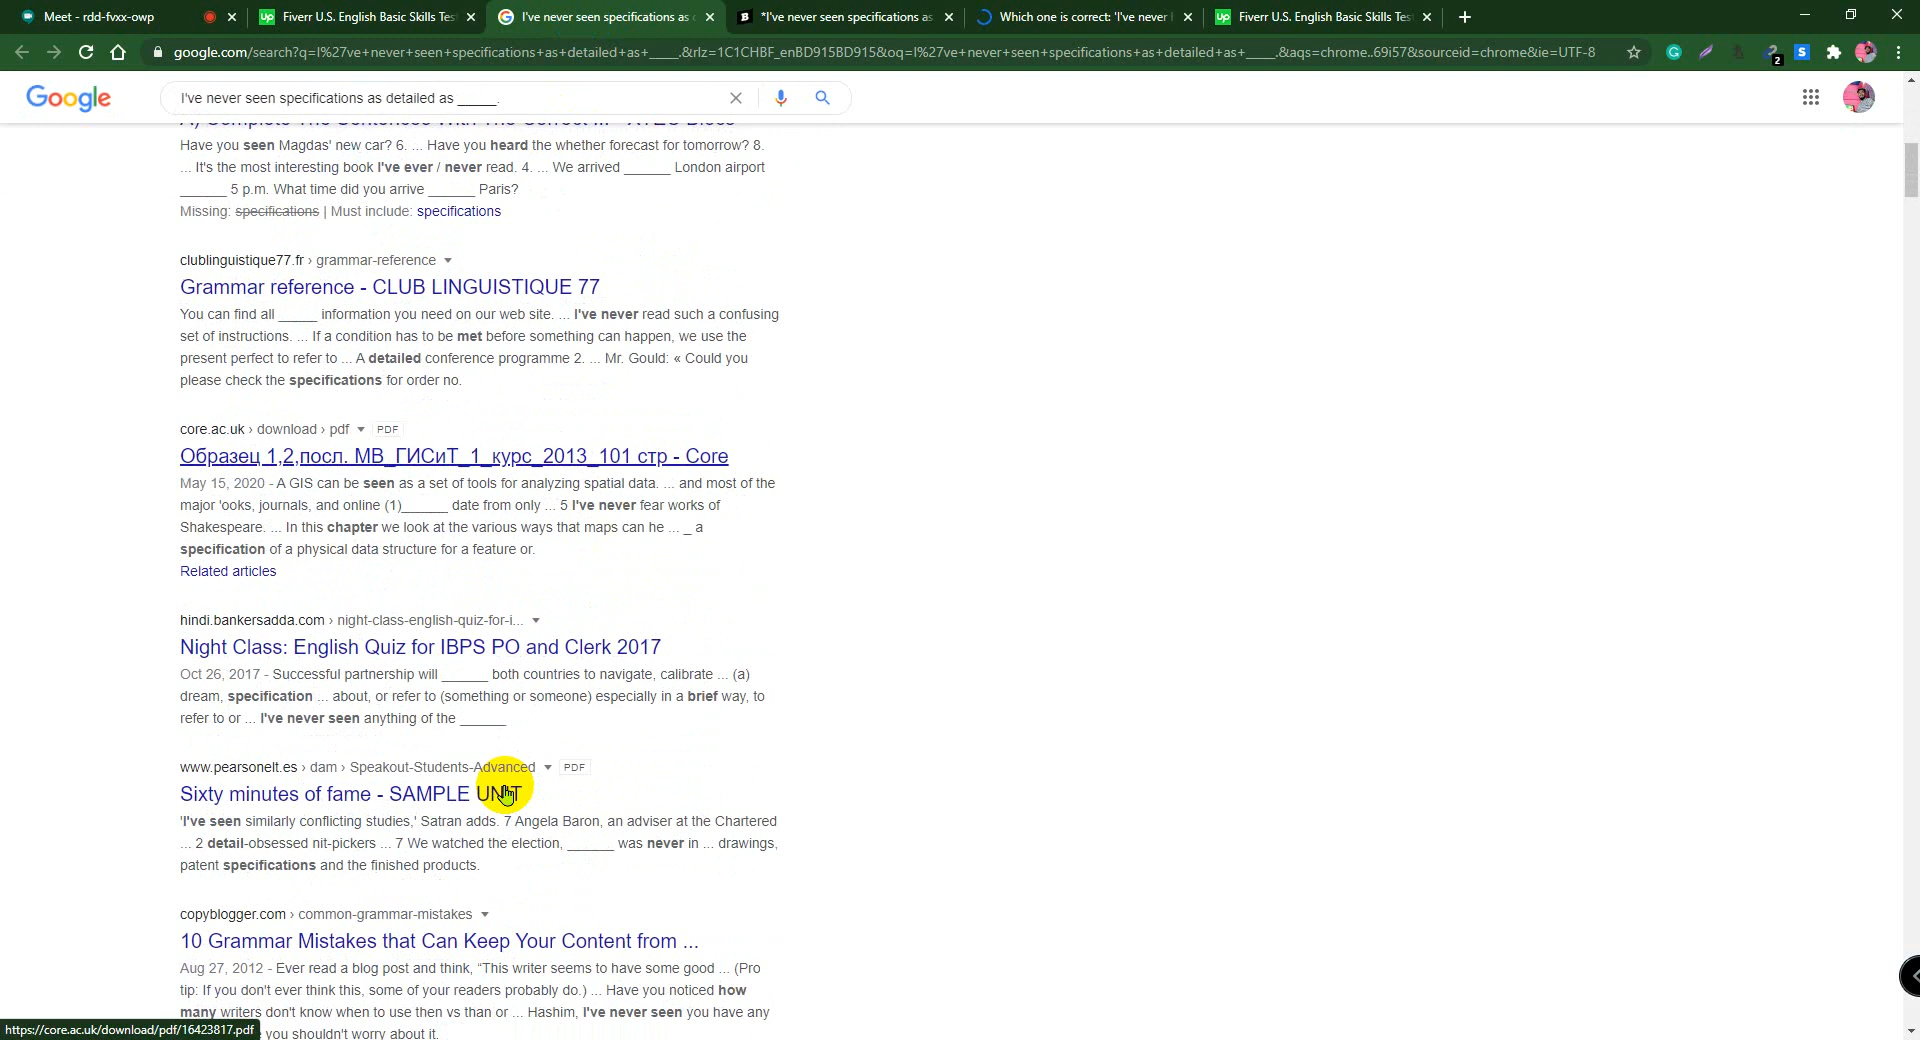 Meet - rdd-fvxx-owp
Fiverr U.S. English Basic Skills Tes
I've never seen specifications as
*I've never seen specifications as
Which one is correct: 'I've never
Fiverr U.S. English Basic Skills Tes
google.com/search?q=I%27ve+never+seen+specifications+as+detailed+as+____.&rlz=1C1CHBF_enBD915BD915&oq=I%27ve+never+seen+specifications+as+detailed+as+____.&aqs=chrome..69i57&sourceid=chrome&ie=UTF-8
2
Google
I've never seen specifications as detailed as _____.
Have you seen Magdas' new car? 6. ... Have you heard the whether forecast for tomorrow? 8.
... It's the most interesting book I've ever / never read. 4. ... We arrived ______ London airport
______ 5 p.m. What time did you arrive ______ Paris?
Missing: specifications | Must include: specifications
clublinguistique77.fr › grammar-reference
Grammar reference - CLUB LINGUISTIQUE 77
You can find all _____ information you need on our web site. ... I've never read such a confusing
set of instructions. ... If a condition has to be met before something can happen, we use the
present perfect to refer to ... A detailed conference programme 2. ... Mr. Gould: « Could you
please check the specifications for order no.
core.ac.uk › download › pdf PDF
Образец 1,2,посл. МВ_ГИСиТ_1_курс_2013_101 стр - Core
May 15, 2020 - A GIS can be seen as a set of tools for analyzing spatial data. ... and most of the
major 'ooks, journals, and online (1)______ date from only ... 5 I've never fear works of
Shakespeare. ... In this chapter we look at the various ways that maps can he ... _ a
specification of a physical data structure for a feature or.
Related articles
hindi.bankersadda.com › night-class-english-quiz-for-i...
Night Class: English Quiz for IBPS PO and Clerk 2017
Oct 26, 2017 - Successful partnership will ______ both countries to navigate, calibrate ... (a)
dream, specification ... about, or refer to (something or someone) especially in a brief way, to
refer to or ... I've never seen anything of the ______
www.pearsonelt.es › dam › Speakout-Students-Advanced PDF
Sixty minutes of fame - SAMPLE UNIT
'I've seen similarly conflicting studies,' Satran adds. 7 Angela Baron, an adviser at the Chartered
... 2 detail-obsessed nit-pickers ... 7 We watched the election, ______ was never in ... drawings,
patent specifications and the finished products.
copyblogger.com › common-grammar-mistakes
10 Grammar Mistakes that Can Keep Your Content from ...
Aug 27, 2012 - Ever read a blog post and think, “This writer seems to have some good ... (Pro
tip: If you don't ever think this, some of your readers probably do.) ... Have you noticed how
many writers don't know when to use then vs than or ... Hashim, I've never seen you have any
https://core.ac.uk/download/pdf/16423817.pdf
you shouldn't worry about it.